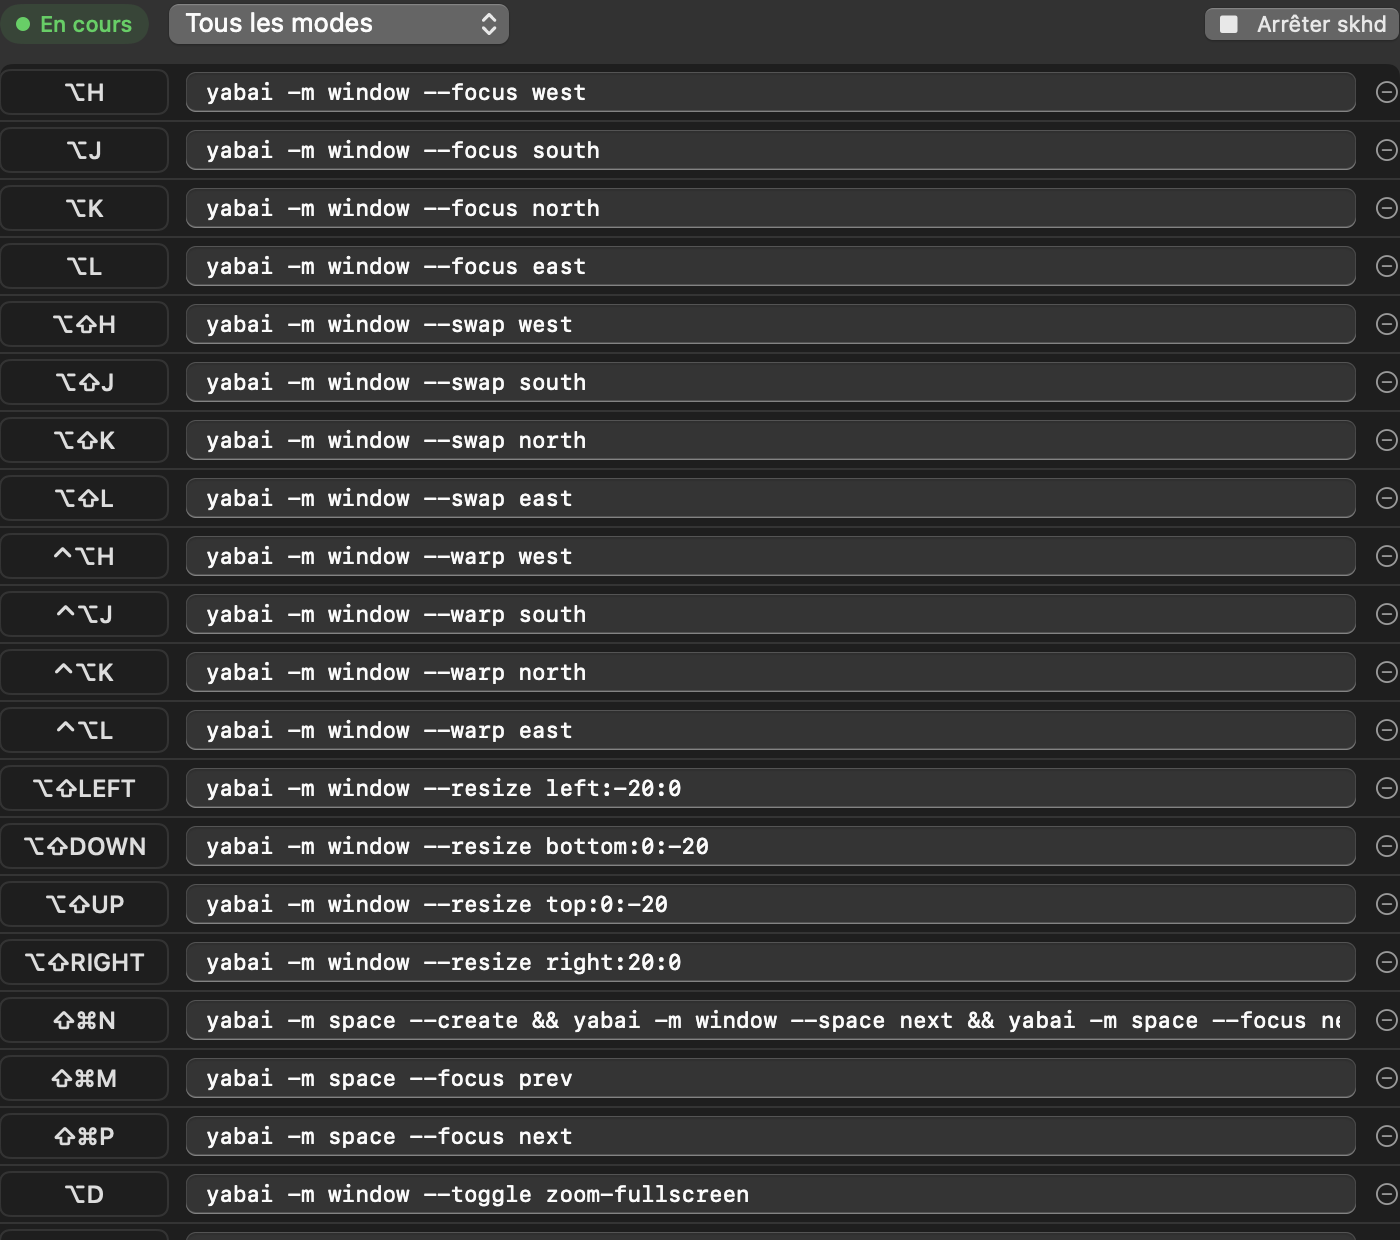 En cours Tous les modes Arrêter skhd
⌥H yabai -m window --focus west
⌥J yabai -m window --focus south
⌥K yabai -m window --focus north
⌥L yabai -m window --focus east
⌥⇧H yabai -m window --swap west
⌥⇧J yabai -m window --swap south
⌥⇧K yabai -m window --swap north
⌥⇧L yabai -m window --swap east
^⌥H yabai -m window --warp west
^⌥J yabai -m window --warp south
^⌥K yabai -m window --warp north
^⌥L yabai -m window --warp east
⌥⇧LEFT yabai -m window --resize left:-20:0
⌥⇧DOWN yabai -m window --resize bottom:0:-20
⌥⇧UP yabai -m window --resize top:0:-20
⌥⇧RIGHT yabai -m window --resize right:20:0
⇧⌘N yabai -m space --create && yabai -m window --space next && yabai -m space --focus
⇧⌘M yabai -m space --focus prev
⇧⌘P yabai -m space --focus next
⌥D yabai -m window --toggle zoom-fullscreen